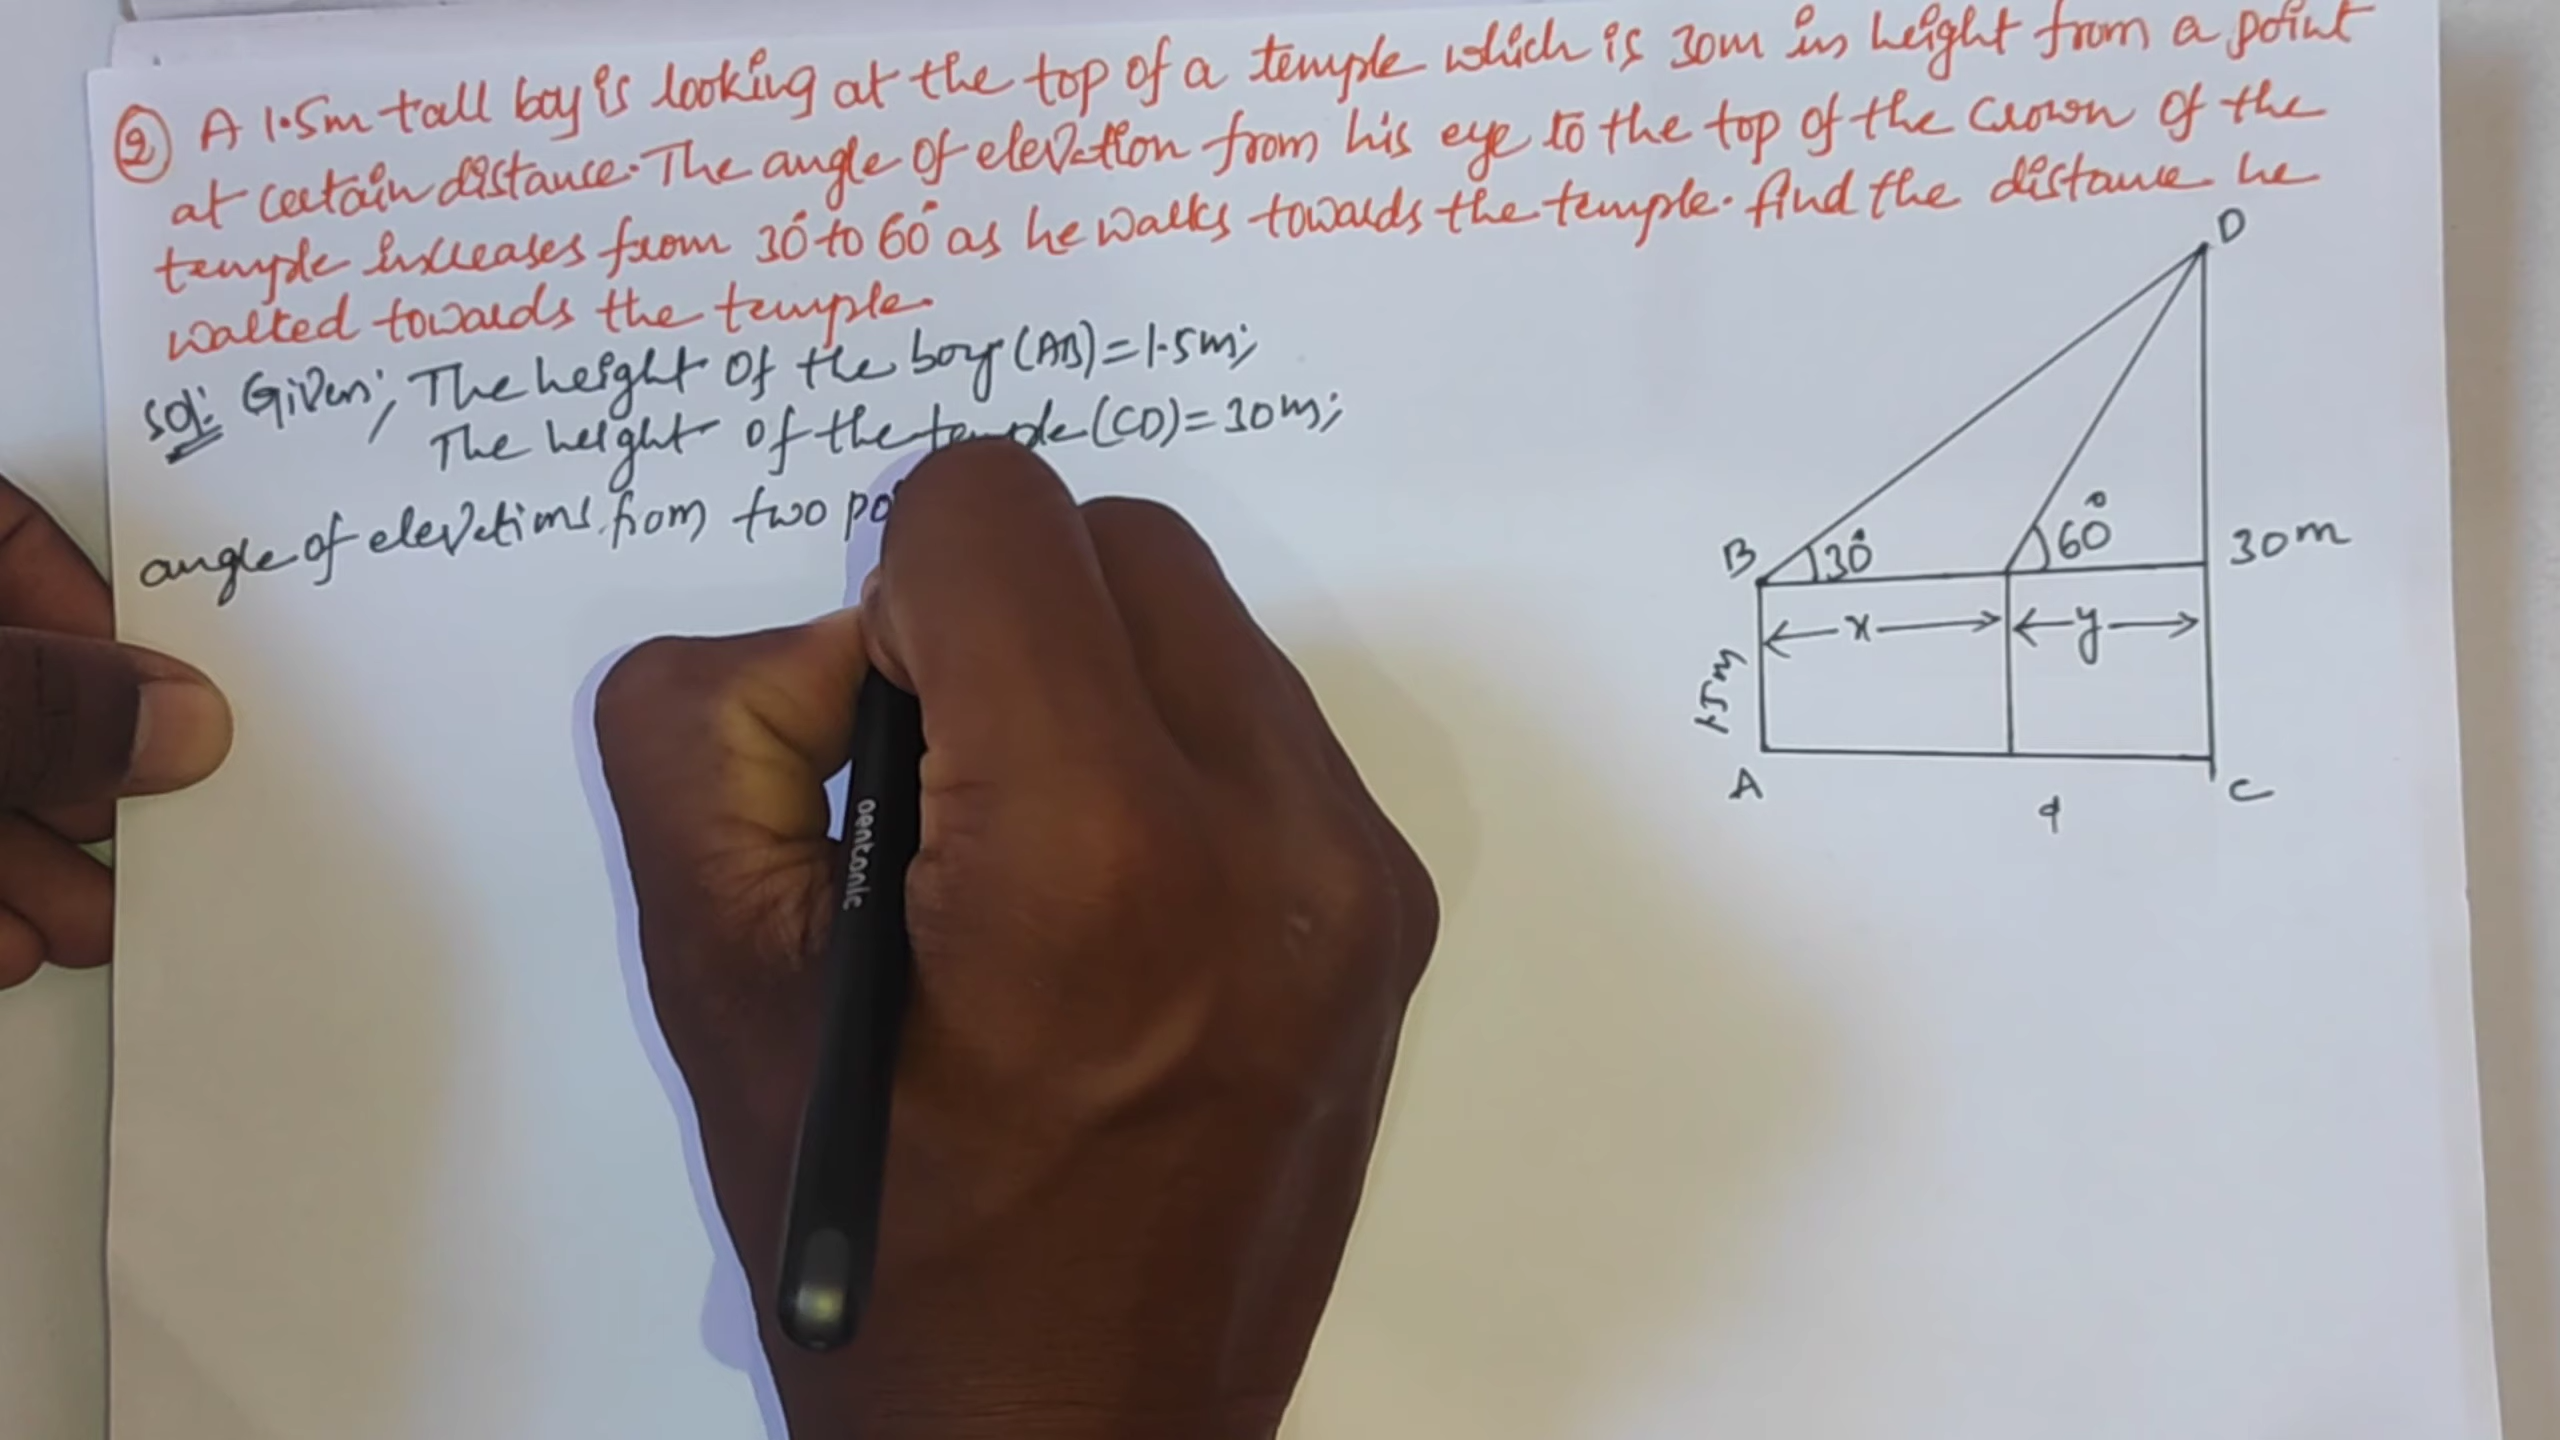 ② A 1.5m tall boy is looking at the top of a temple which is 30m in height from a point
at certain distance. The angle of elevation from his eye to the top of the crown of the
temple increases from 30° to 60° as he walks towards the temple. find the distance he
walked towards the temple.
Sol: Given; The height of the boy (AB) = 1.5m;
The height of the temple (CD) = 30m;
angle of elevations from two po
D
B 30° 60° 30m
x y
1.5m
A d C
pentonic